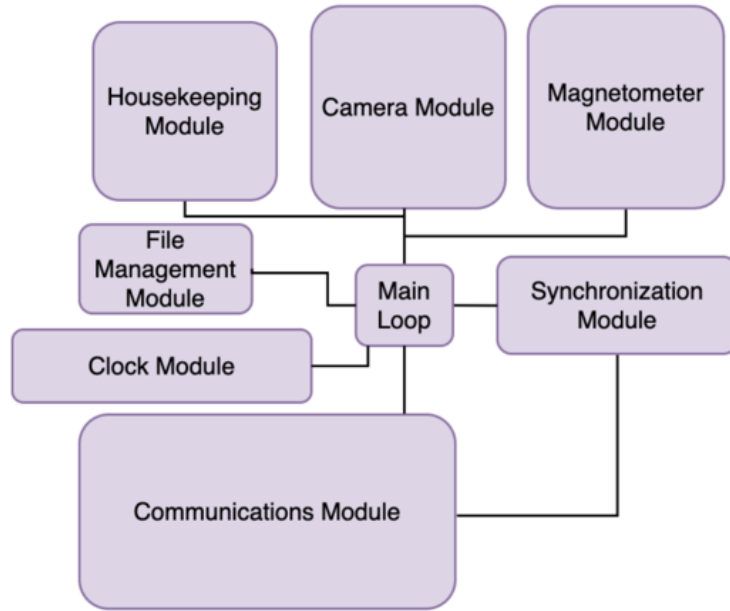 Housekeeping
Module
Camera Module
Magnetometer
Module
File
Management
Module
Main
Loop
Synchronization
Module
Clock Module
Communications Module